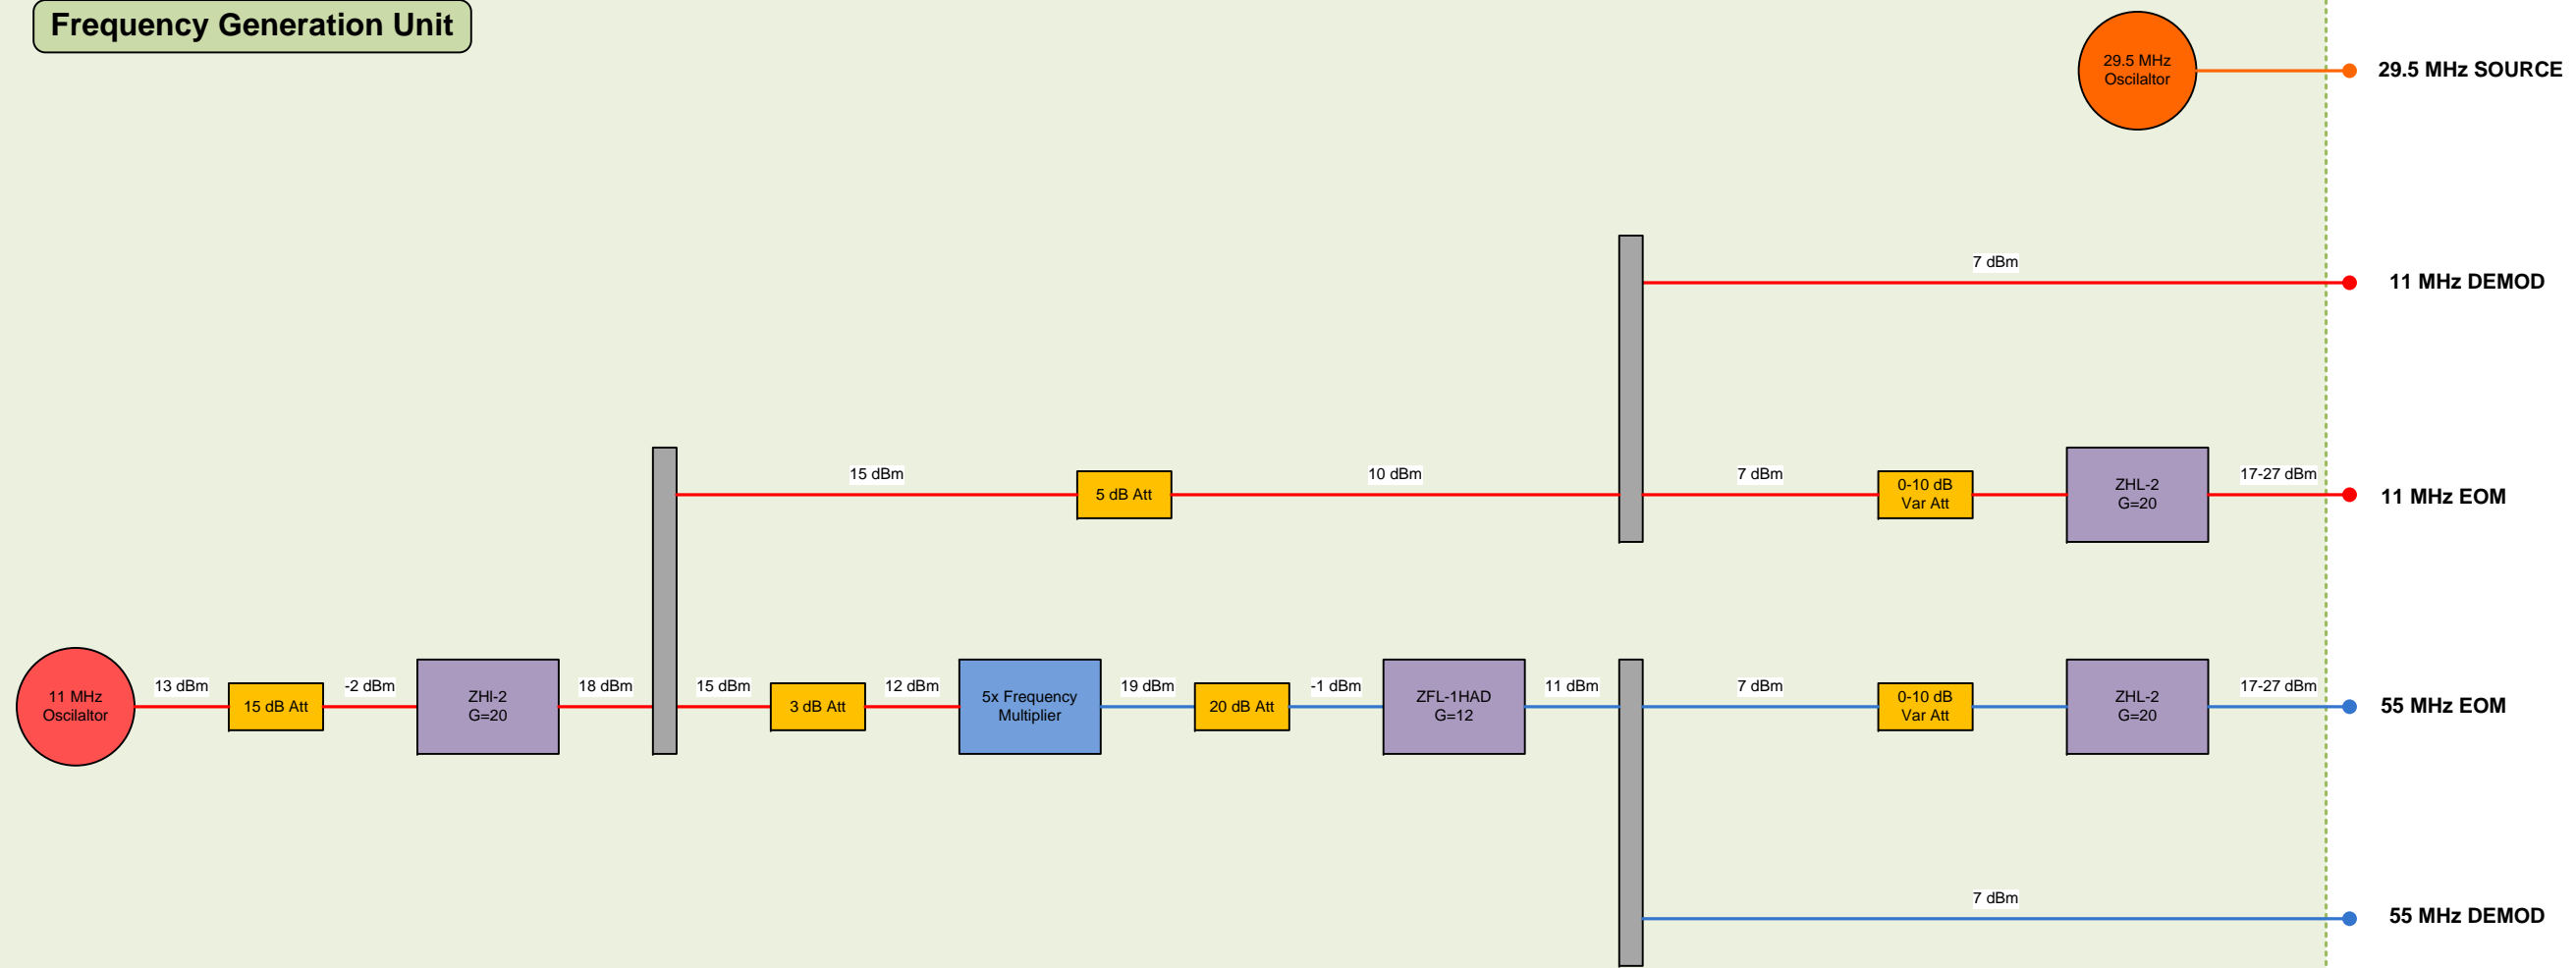 Frequency Generation Unit
29.5 MHz
Oscilaltor
29.5 MHz SOURCE
7 dBm
11 MHz DEMOD
15 dBm
5 dB Att
10 dBm
7 dBm
0-10 dB
Var Att
ZHL-2
G=20
17-27 dBm
11 MHz EOM
11 MHz
Oscilaltor
13 dBm
15 dB Att
-2 dBm
ZHl-2
G=20
18 dBm
15 dBm
3 dB Att
12 dBm
5x Frequency
Multiplier
19 dBm
20 dB Att
-1 dBm
ZFL-1HAD
G=12
11 dBm
7 dBm
0-10 dB
Var Att
ZHL-2
G=20
17-27 dBm
55 MHz EOM
7 dBm
55 MHz DEMOD